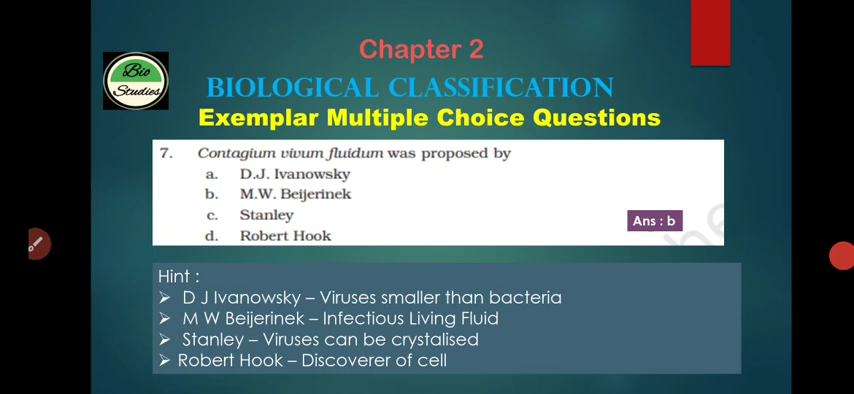 Chapter 2
Bio
Studies
BIOLOGICAL CLASSIFICATION
Exemplar Multiple Choice Questions
7. Contagium vivum fluidum was proposed by
a. D.J. Ivanowsky
b. M.W. Beijerinek
c. Stanley
d. Robert Hook
Ans : b
Hint :
➤ D J Ivanowsky – Viruses smaller than bacteria
➤ M W Beijerinek – Infectious Living Fluid
➤ Stanley – Viruses can be crystalised
➤ Robert Hook – Discoverer of cell